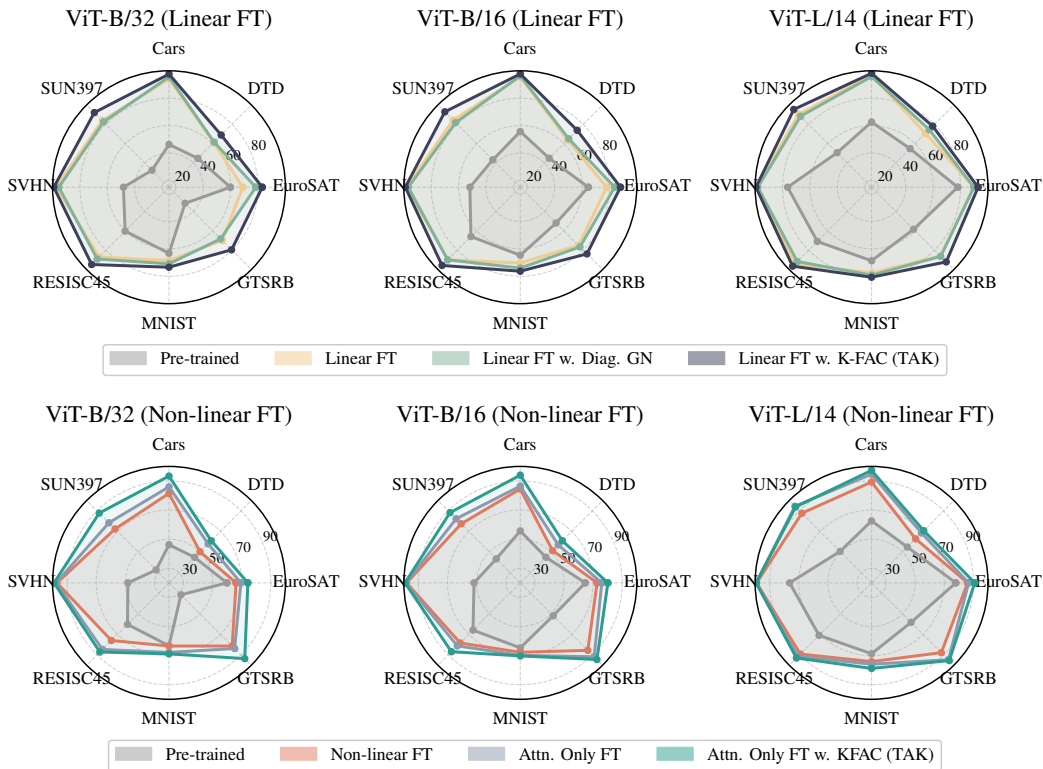 ViT-B/32 (Linear FT)
Cars
SUN397
DTD
SVHN
EuroSAT
RESISC45
GTSRB
MNIST
20
40
60
80
ViT-B/16 (Linear FT)
Cars
SUN397
DTD
SVHN
EuroSAT
RESISC45
GTSRB
MNIST
20
40
60
80
ViT-L/14 (Linear FT)
Cars
SUN397
DTD
SVHN
EuroSAT
RESISC45
GTSRB
MNIST
20
40
60
80
Pre-trained
Linear FT
Linear FT w. Diag. GN
Linear FT w. K-FAC (TAK)
ViT-B/32 (Non-linear FT)
Cars
SUN397
DTD
SVHN
EuroSAT
RESISC45
GTSRB
MNIST
30
50
70
90
ViT-B/16 (Non-linear FT)
Cars
SUN397
DTD
SVHN
EuroSAT
RESISC45
GTSRB
MNIST
30
50
70
90
ViT-L/14 (Non-linear FT)
Cars
SUN397
DTD
SVHN
EuroSAT
RESISC45
GTSRB
MNIST
30
50
70
90
Pre-trained
Non-linear FT
Attn. Only FT
Attn. Only FT w. KFAC (TAK)